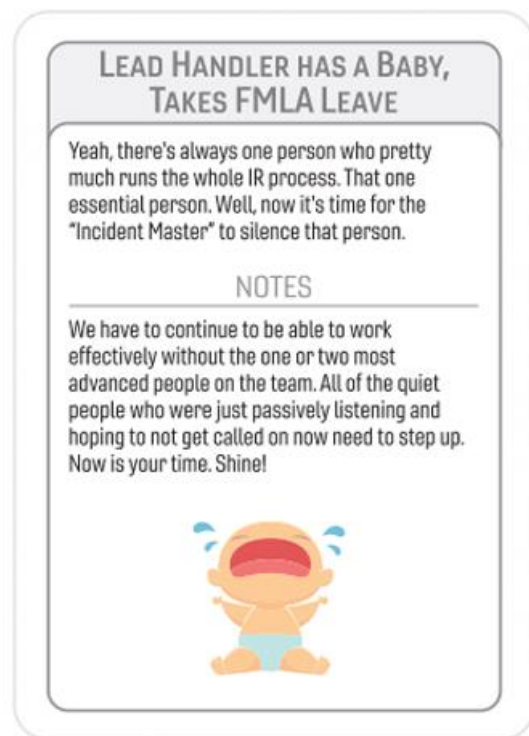 LEAD HANDLER HAS A BABY,
TAKES FMLA LEAVE
Yeah, there's always one person who pretty
much runs the whole IR process. That one
essential person. Well, now it's time for the
“Incident Master” to silence that person.
NOTES
We have to continue to be able to work
effectively without the one or two most
advanced people on the team. All of the quiet
people who were just passively listening and
hoping to not get called on now need to step up.
Now is your time. Shine!